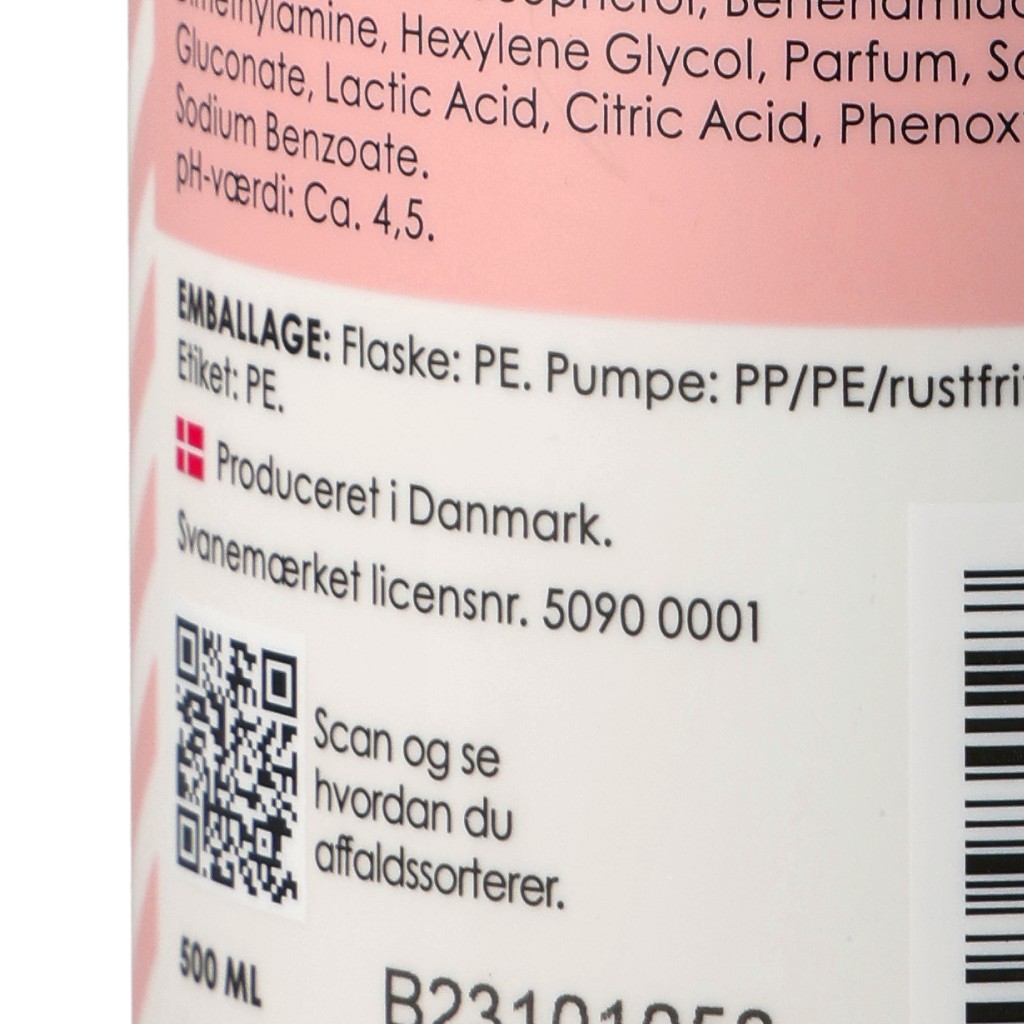 Hexylene Glycol, Parfum,
Gluconate, Lactic Acid, Citric Acid,
Sodium Benzoate.
pH-værdi: Ca. 4,5.
EMBALLAGE: Flaske: PE. Pumpe: PP/PE/rustfri
Etiket: PE.
Produceret i Danmark.
Svanemærket licensnr. 5090 0001
Scan og se
hvordan du
affaldssorterer.
500 ML